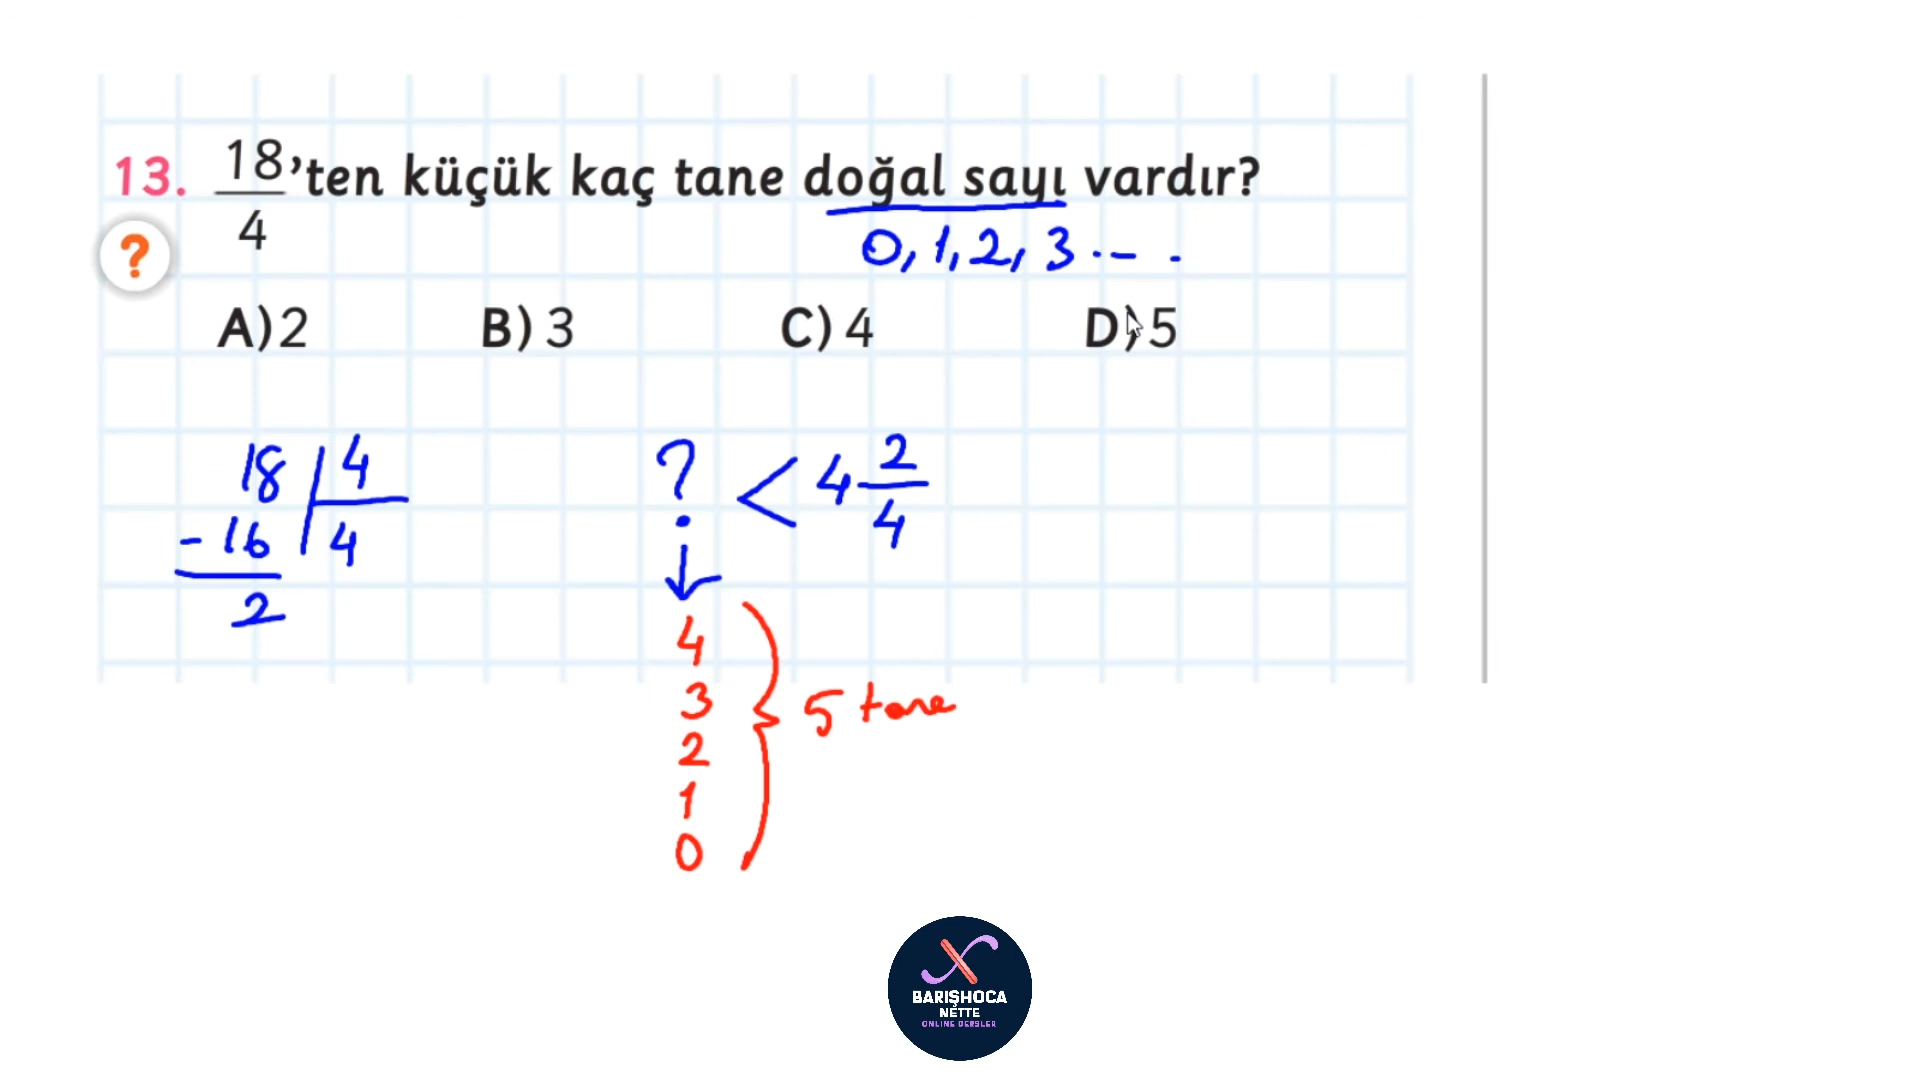 13. 18/4 'ten küçük kaç tane doğal sayı vardır?
0, 1, 2, 3 ... .
?
A) 2 B) 3 C) 4 D) 5
18 | 4
- 16 | 4
2
? < 4 2/4
4
3
2
1
0
5 tane
BARIŞHOCA
NETTE
ONLINE DERSLER